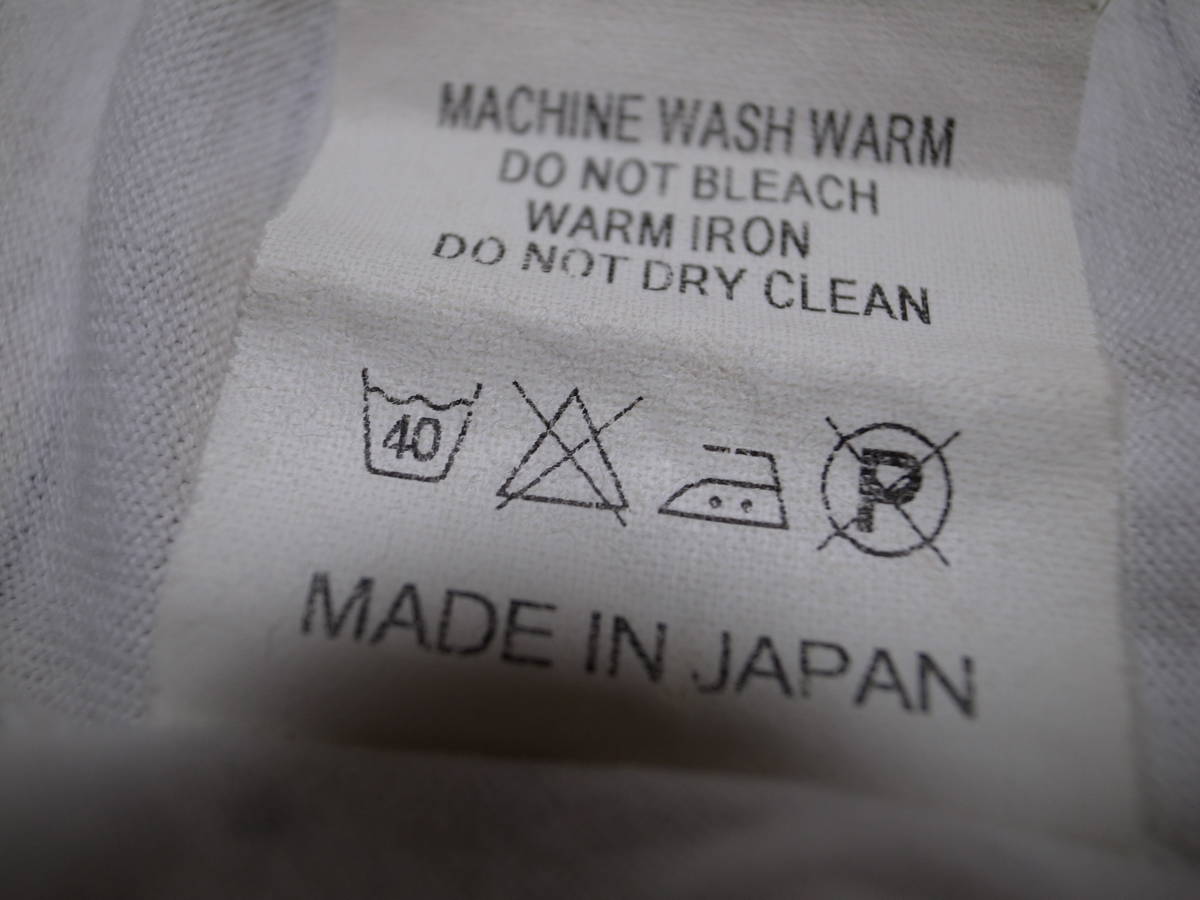 MACHINE WASH WARM
DO NOT BLEACH
WARM IRON
DO NOT DRY CLEAN
40
P
MADE IN JAPAN